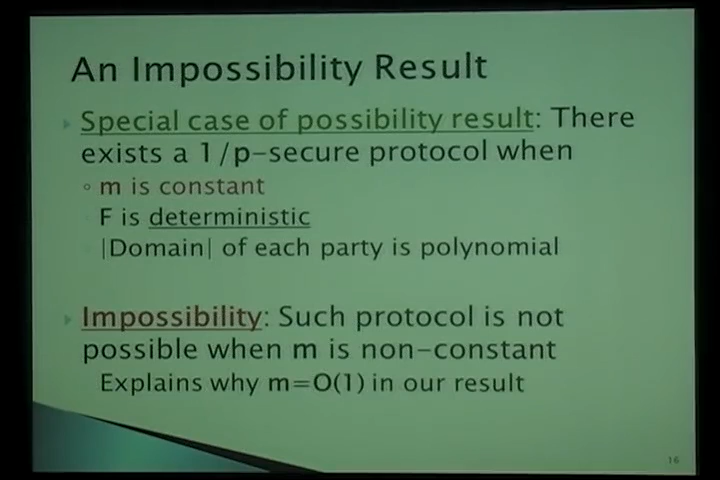 An Impossibility Result
Special case of possibility result: There
exists a 1/p-secure protocol when
m is constant
F is deterministic
|Domain| of each party is polynomial
Impossibility: Such protocol is not
possible when m is non-constant
Explains why m=O(1) in our result
16